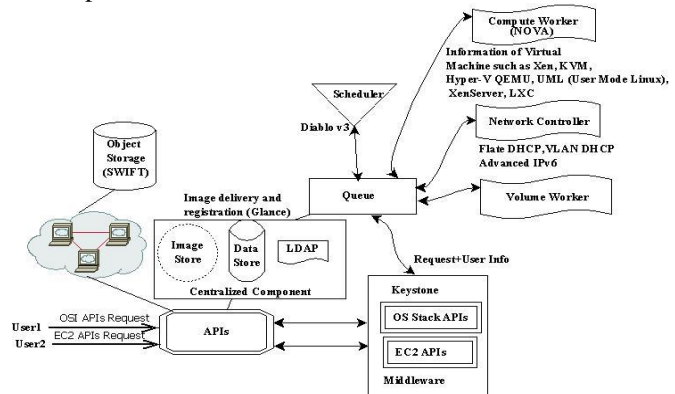 Compute Worker
(NOVA)
Information of Virtual
Machine such as Xen, KVM,
Hyper-V QEMU, UML (User Mode Linux),
XenServer, LXC
Scheduler
Diablo v3
Network Controller
Flate DHCP,VLAN DHCP
Advanced IPv6
Object
Storage
(SWIFT)
Queue
Volume Worker
Image delivery and
registration (Glance)
Image
Store
Data
Store
LDAP
Centralized Component
Request+User Info
Keystone
OS Stack APIs
EC2 APIs
Middleware
OSI APIs Request
User1
EC2 APIs Request
User2
APIs